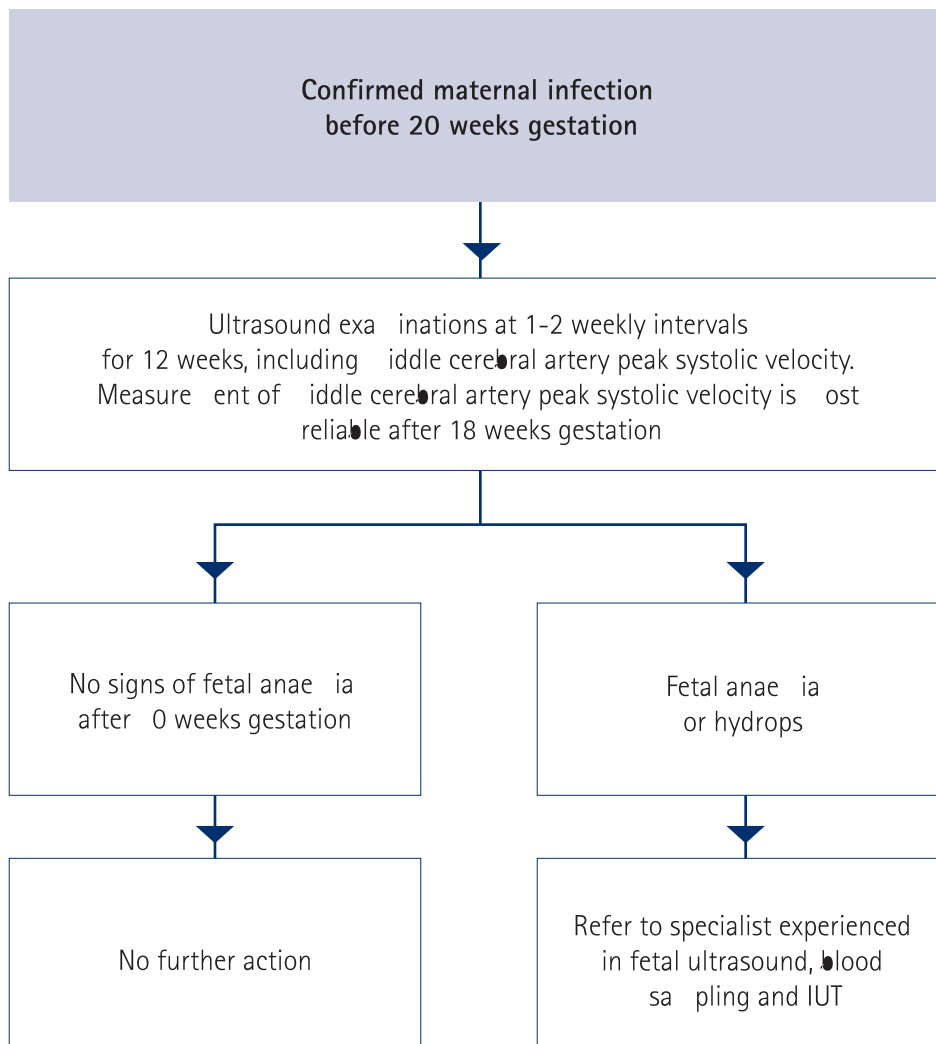 Confirmed maternal infection
before 20 weeks gestation
Ultrasound exa inations at 1-2 weekly intervals
for 12 weeks, including iddle cerebral artery peak systolic velocity.
Measure ent of iddle cerebral artery peak systolic velocity is ost
reliable after 18 weeks gestation
No signs of fetal anae ia
after 0 weeks gestation
Fetal anae ia
or hydrops
No further action
Refer to specialist experienced
in fetal ultrasound, blood
sa pling and IUT